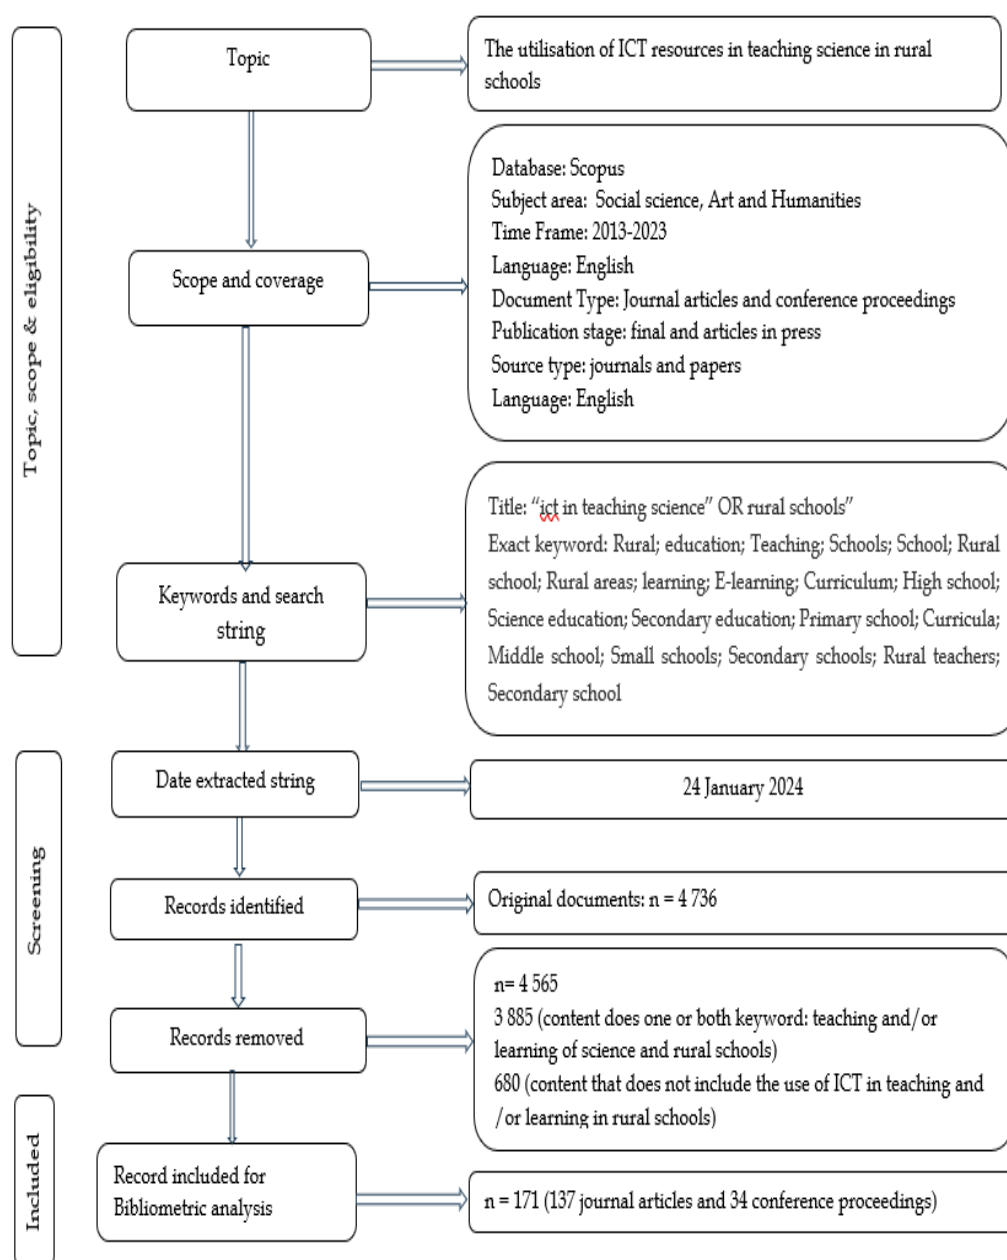 Topic, scope & eligibility
Topic
The utilisation of ICT resources in teaching science in rural
schools
Scope and coverage
Database: Scopus
Subject area:  Social science, Art and Humanities
Time Frame: 2013-2023
Language: English
Document Type: Journal articles and conference proceedings
Publication stage: final and articles in press
Source type: journals and papers
Language: English
Keywords and search
string
Title: “ict in teaching science” OR rural schools”
Exact keyword: Rural; education; Teaching; Schools; School; Rural
school; Rural areas; learning; E-learning; Curriculum; High school;
Science education; Secondary education; Primary school; Curricula;
Middle school; Small schools; Secondary schools; Rural teachers;
Secondary school
Screening
Date extracted string
24 January 2024
Records identified
Original documents: n = 4 736
Records removed
n= 4 565
3 885 (content does one or both keyword: teaching and/or
learning of science and rural schools)
680 (content that does not include the use of ICT in teaching and
/or learning in rural schools)
Included
Record included for
Bibliometric analysis
n = 171 (137 journal articles and 34 conference proceedings)